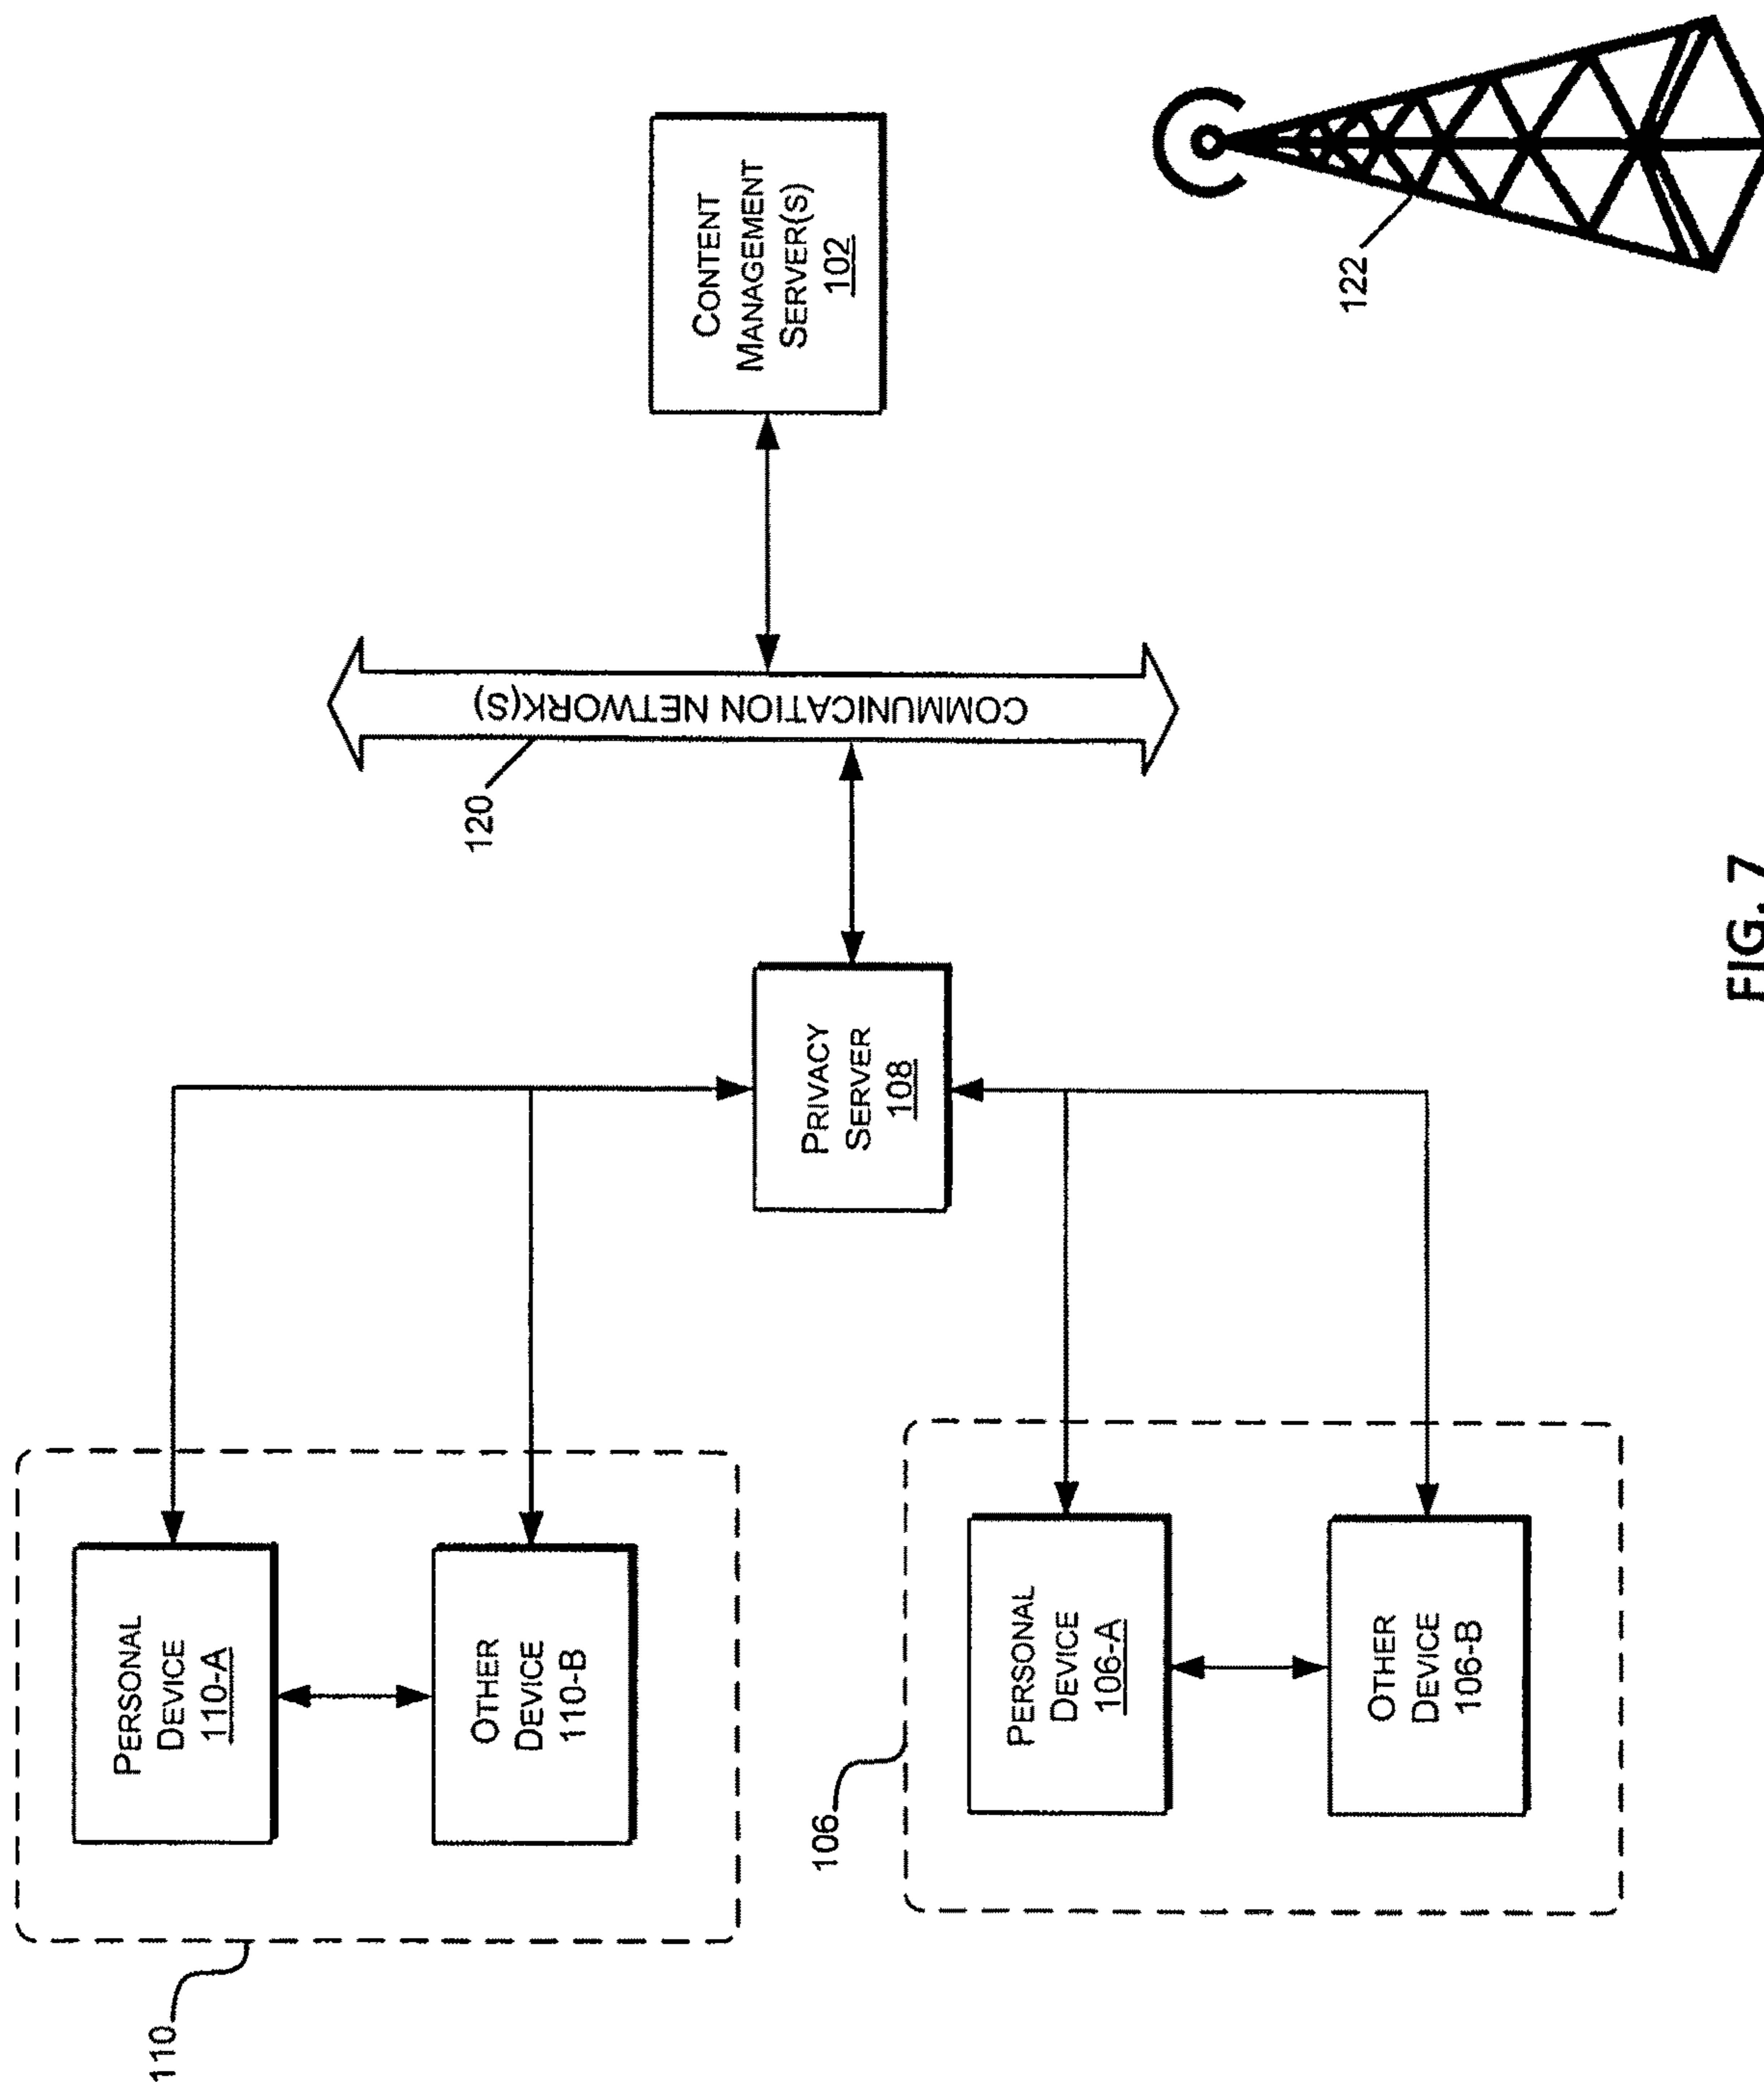 110
PERSONAL
DEVICE
110-A
OTHER
DEVICE
110-B
106
PERSONAL
DEVICE
106-A
OTHER
DEVICE
106-B
PRIVACY
SERVER
108
120
COMMUNICATION NETWORK(S)
CONTENT
MANAGEMENT
SERVER(S)
102
122
FIG. 7